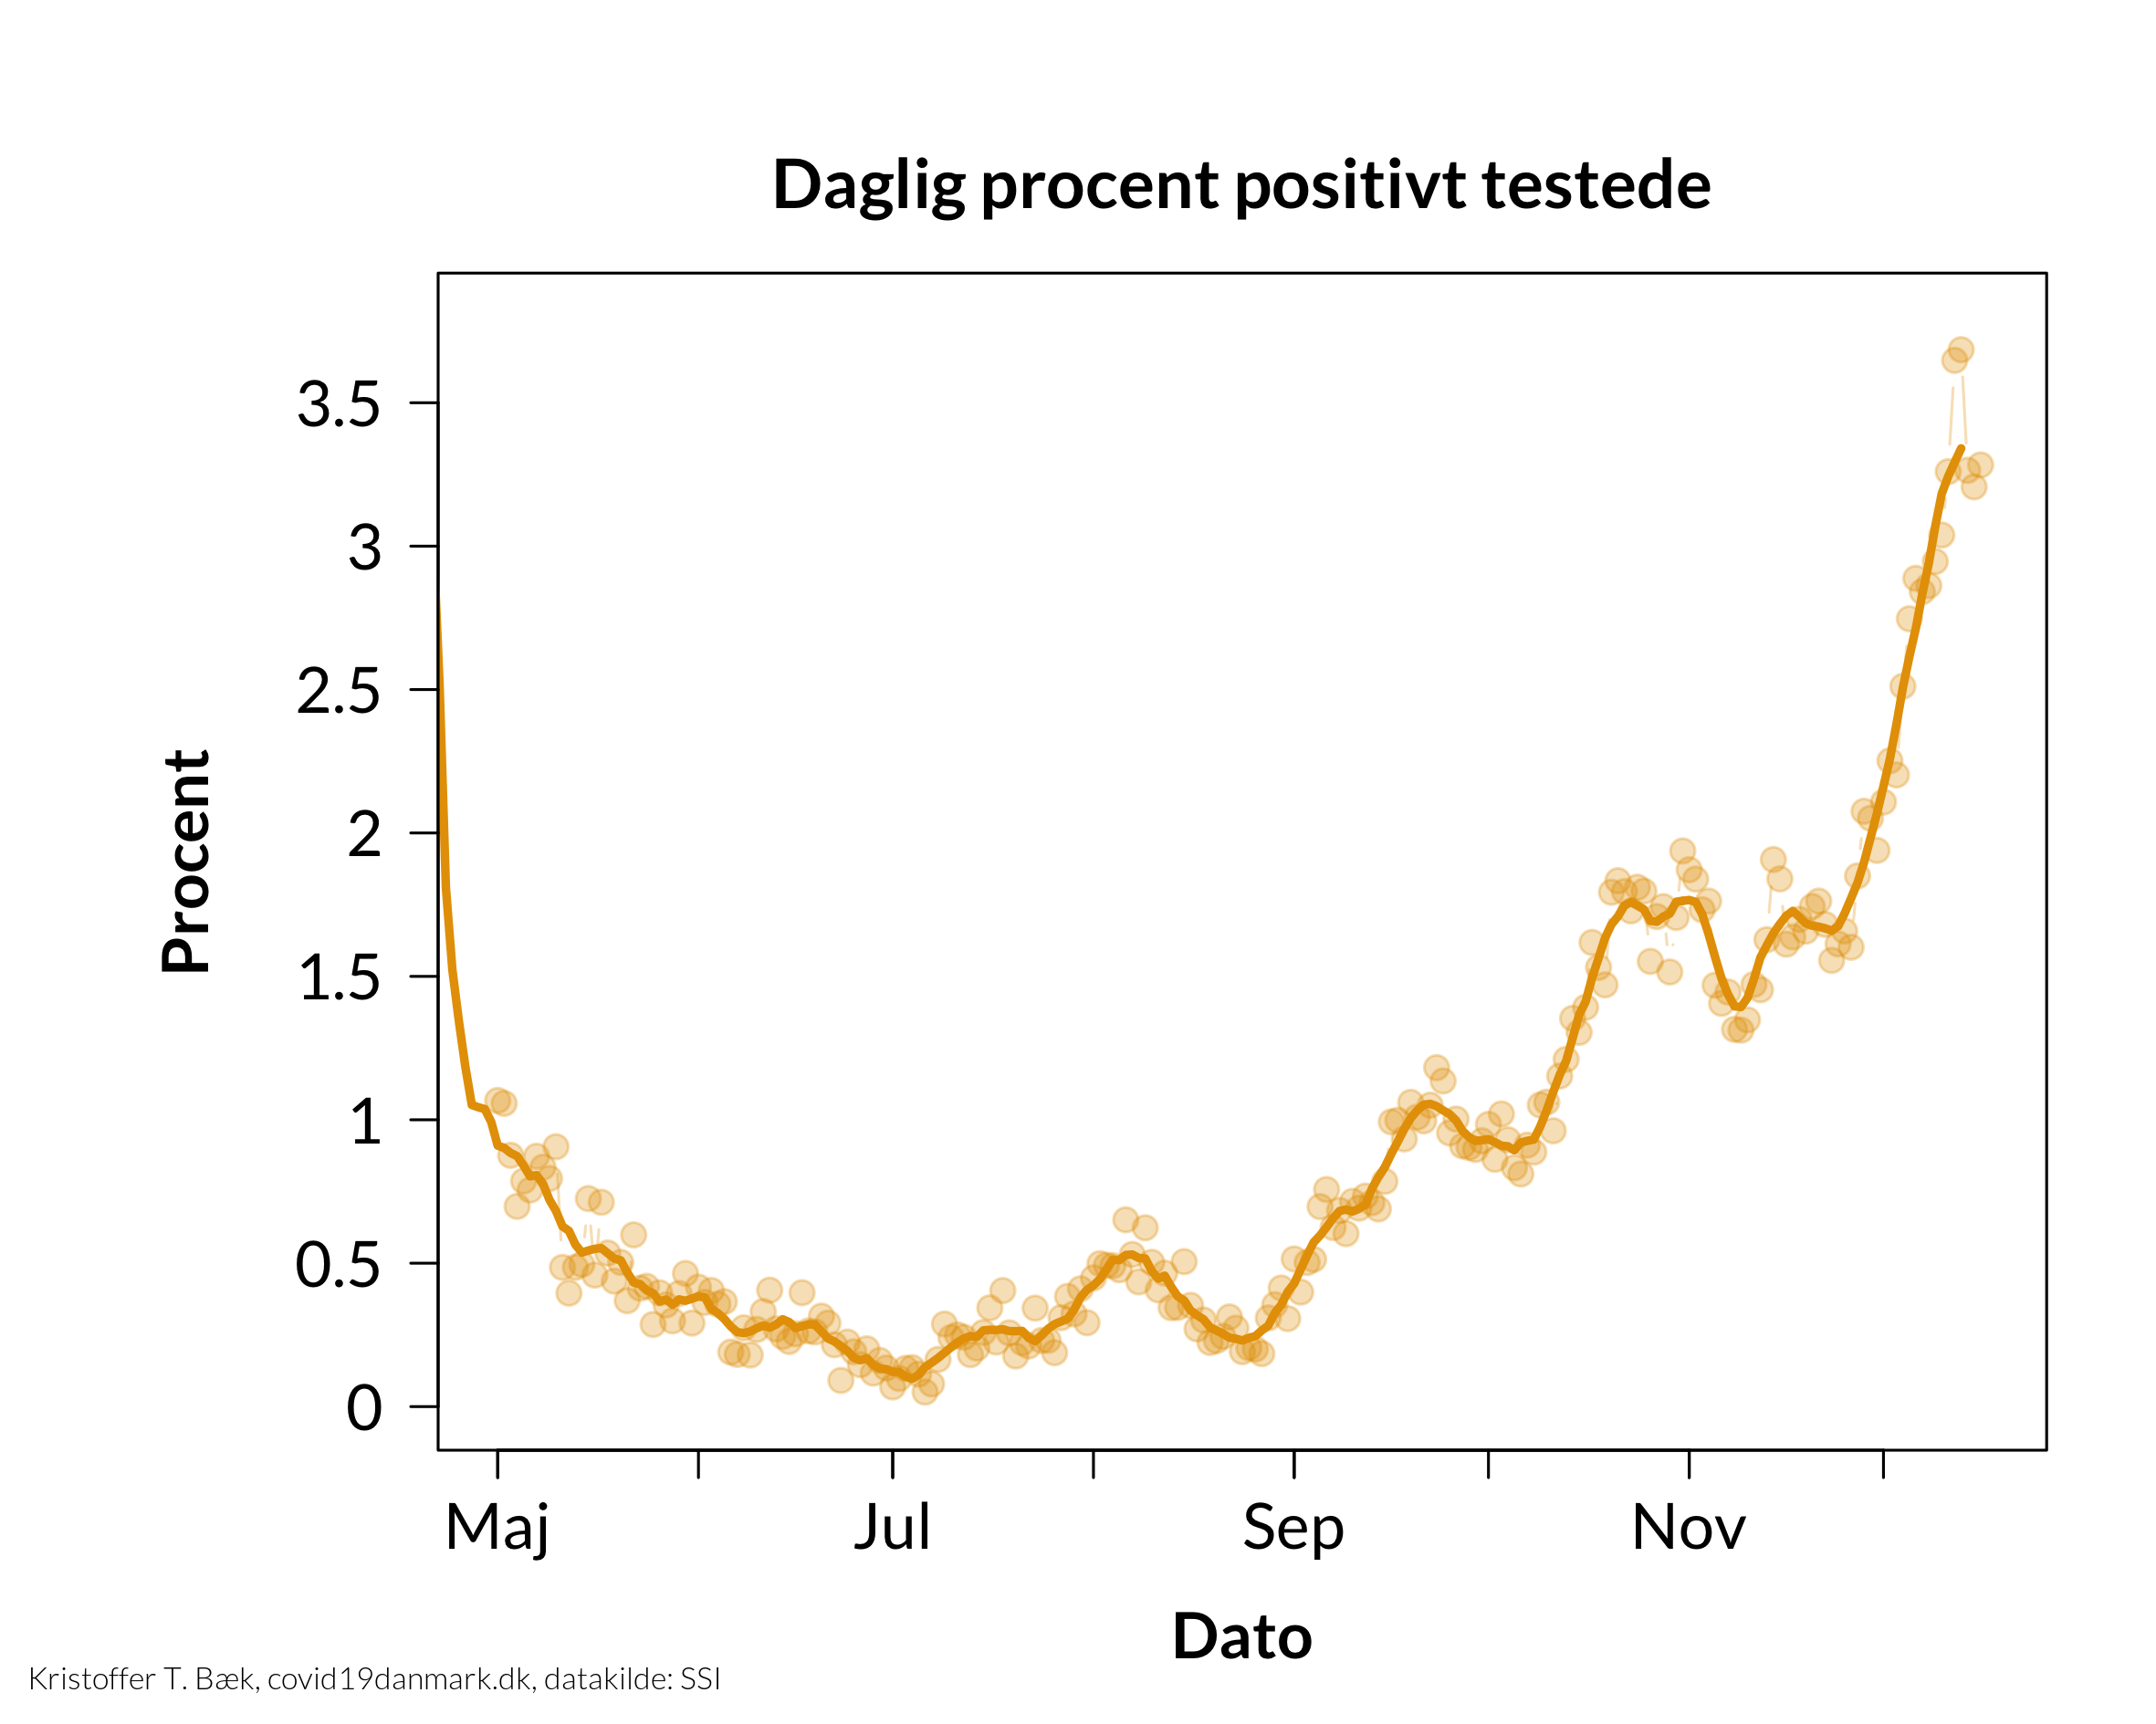 Daglig procent positivt testede
Procent
3.5
3
2.5
2
1.5
1
0.5
0
Maj Jul Sep Nov
Dato
Kristoffer T. Bæk, covid19danmark.dk, datakilde: SSI